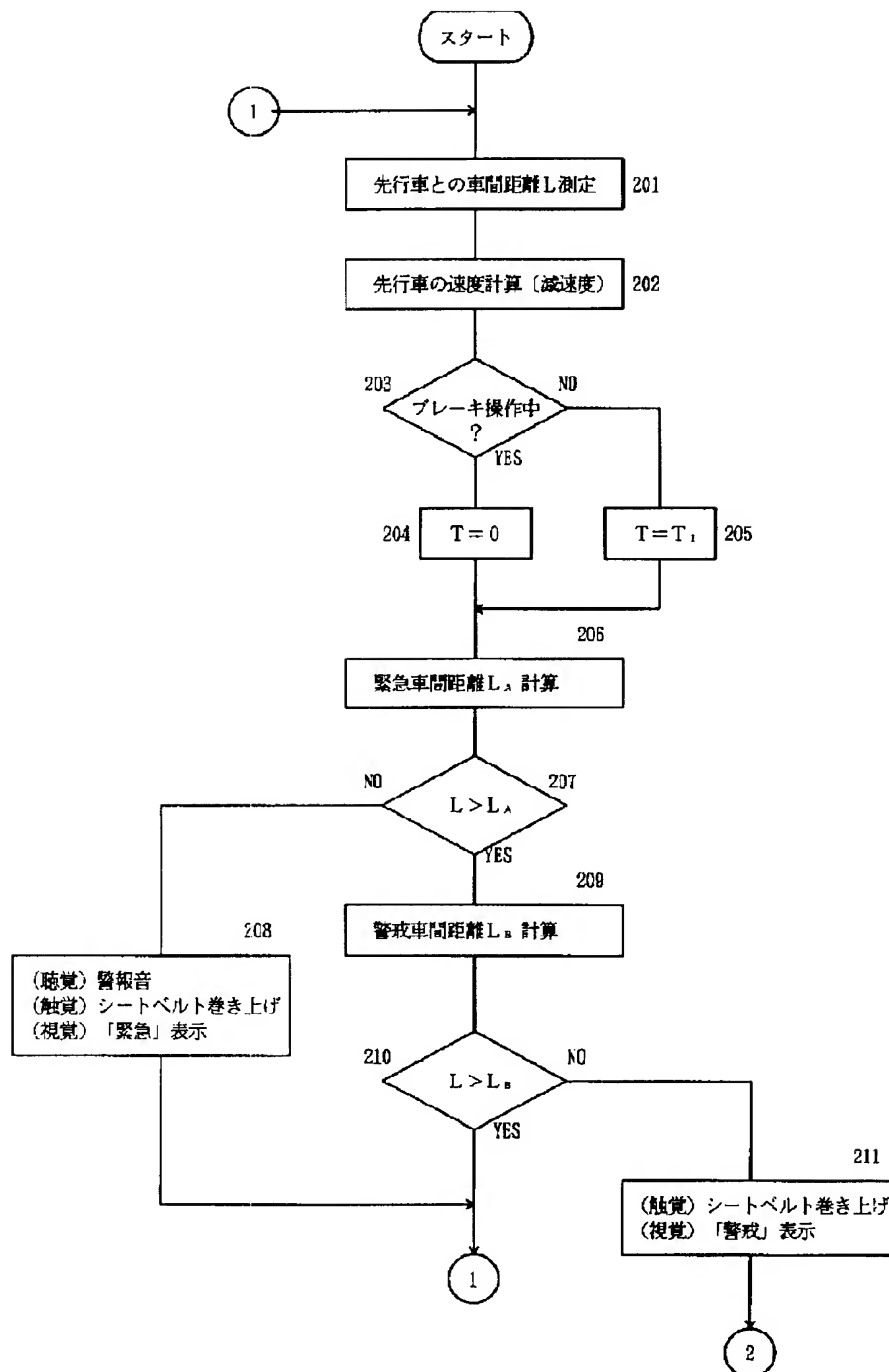 スタート
1
先行車との車間距離L測定
201
先行車の速度計算〔減速度〕
202
203
NO
ブレーキ操作中
?
YES
204
T=0
T=T₁
205
206
緊急車間距離L_A計算
NO
207
L>L_A
YES
209
警戒車間距離L_B計算
208
(聴覚)警報音
(触覚)シートベルト巻き上げ
(視覚)「緊急」表示
210
NO
L>L_B
YES
211
(触覚)シートベルト巻き上げ
(視覚)「警戒」表示
1
2